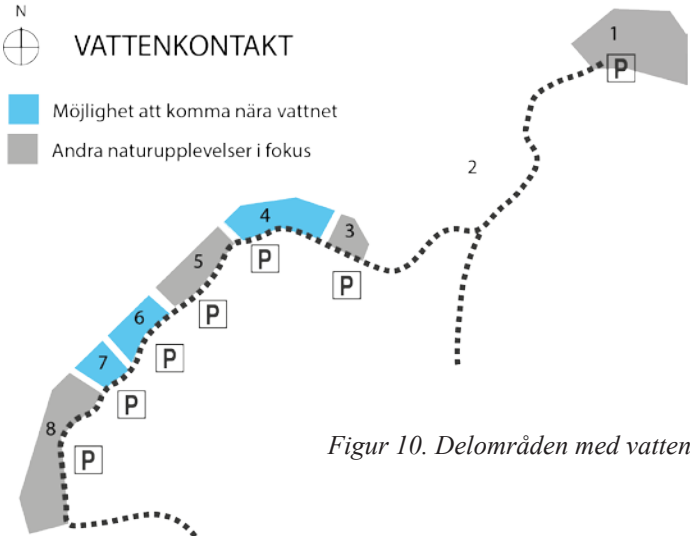 N
VATTENKONTAKT
Möjlighet att komma nära vattnet
Andra naturupplevelser i fokus
1
P
2
3
4
P
P
5
P
6
P
7
P
8
P
Figur 10. Delområden med vatten